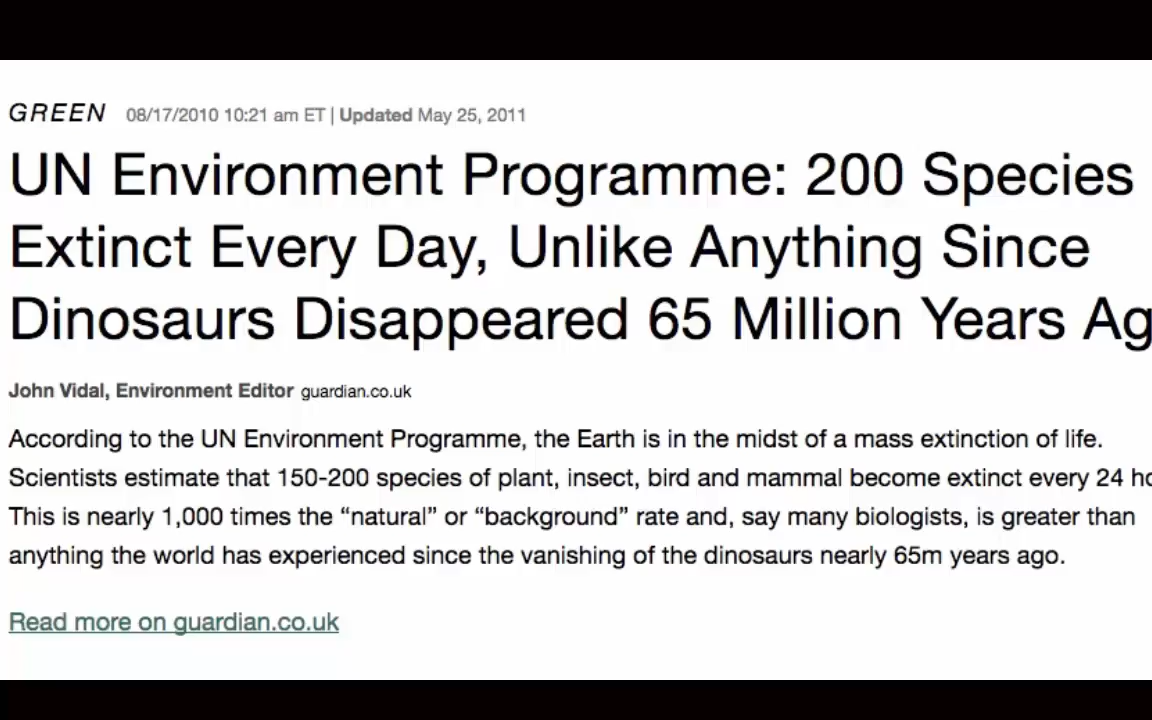 GREEN 08/17/2010 10:21 am ET | Updated May 25, 2011
UN Environment Programme: 200 Species
Extinct Every Day, Unlike Anything Since
Dinosaurs Disappeared 65 Million Years Ag
John Vidal, Environment Editor guardian.co.uk
According to the UN Environment Programme, the Earth is in the midst of a mass extinction of life.
Scientists estimate that 150-200 species of plant, insect, bird and mammal become extinct every 24 ho
This is nearly 1,000 times the “natural” or “background” rate and, say many biologists, is greater than
anything the world has experienced since the vanishing of the dinosaurs nearly 65m years ago.
Read more on guardian.co.uk